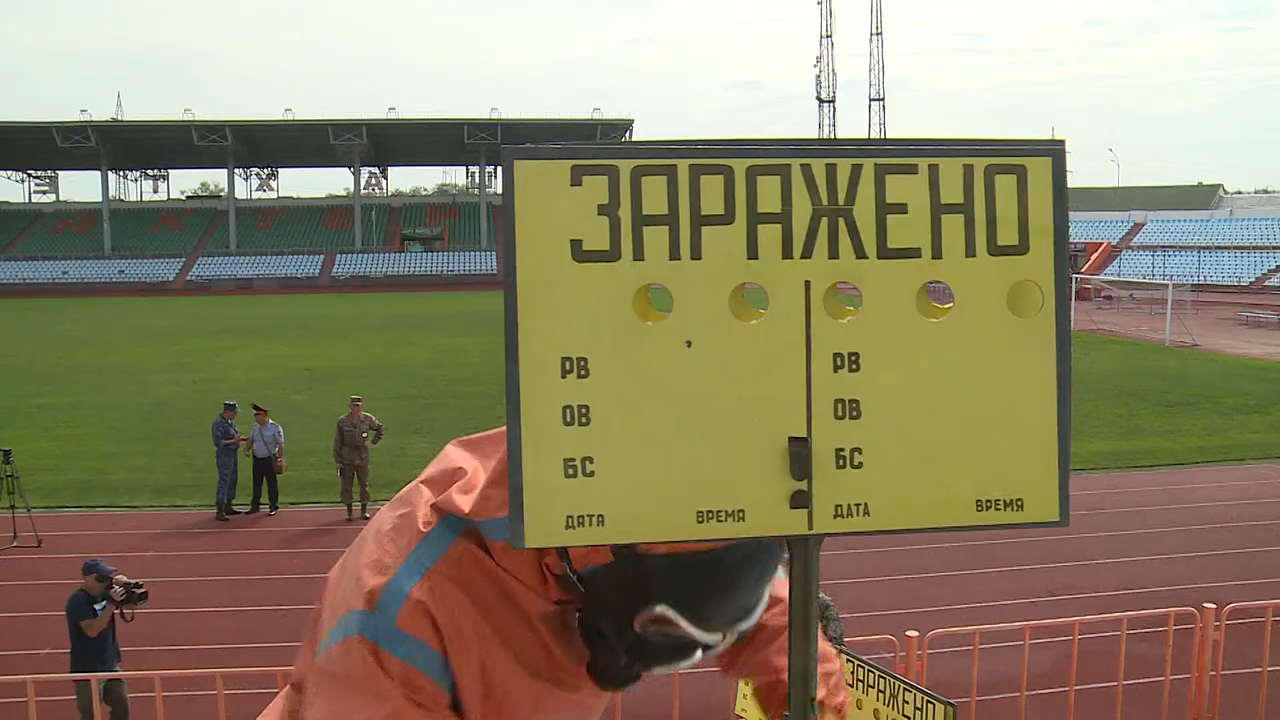 ЗАРАЖЕНО
РВ РВ
ОВ ОВ
БС БС
ДАТА ВРЕМЯ ДАТА ВРЕМЯ
ЗАРАЖЕНО